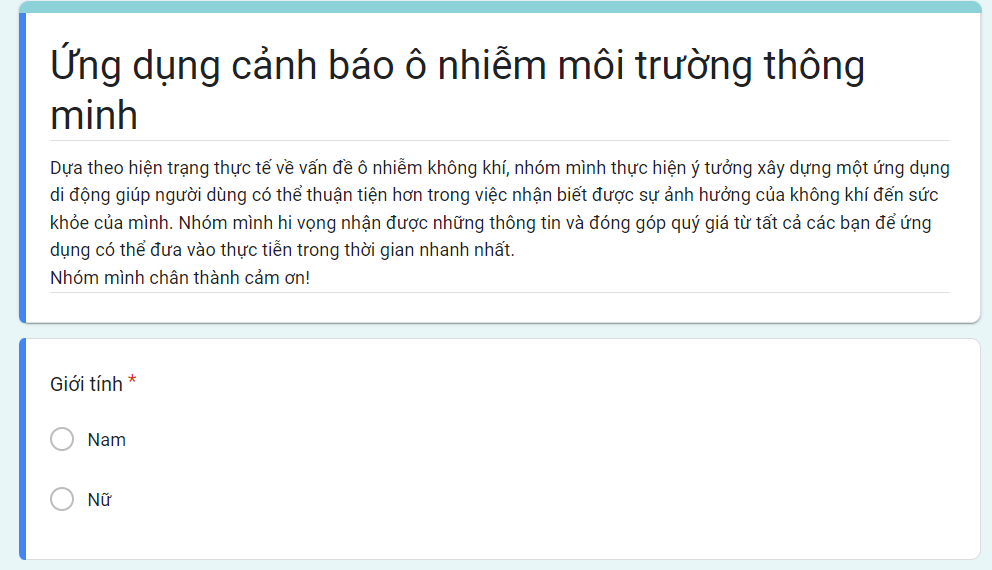 Ứng dụng cảnh báo ô nhiễm môi trường thông
minh
Dựa theo hiện trạng thực tế về vấn đề ô nhiễm không khí, nhóm mình thực hiện ý tưởng xây dựng một ứng dụng
di động giúp người dùng có thể thuận tiện hơn trong việc nhận biết được sự ảnh hưởng của không khí đến sức
khỏe của mình. Nhóm mình hi vọng nhận được những thông tin và đóng góp quý giá từ tất cả các bạn để ứng
dụng có thể đưa vào thực tiễn trong thời gian nhanh nhất.
Nhóm mình chân thành cảm ơn!
Giới tính *
Nam
Nữ